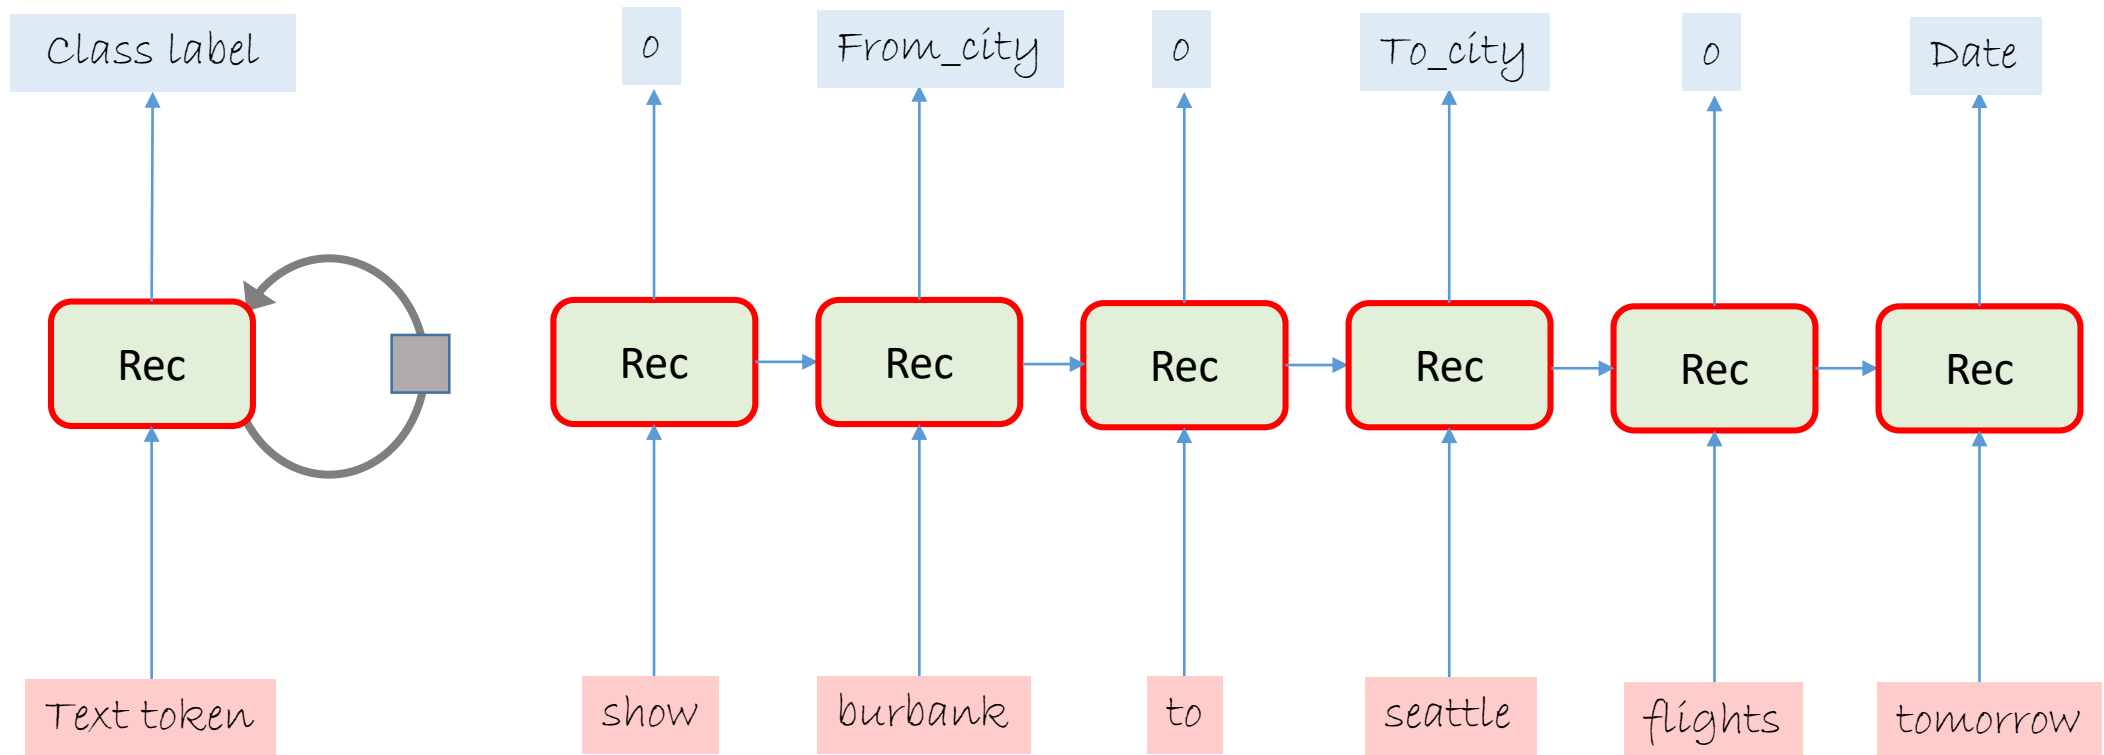 Class label o From_city o To_city o Date
Rec Rec Rec Rec Rec Rec Rec
Text token show burbank to seattle flights tomorrow